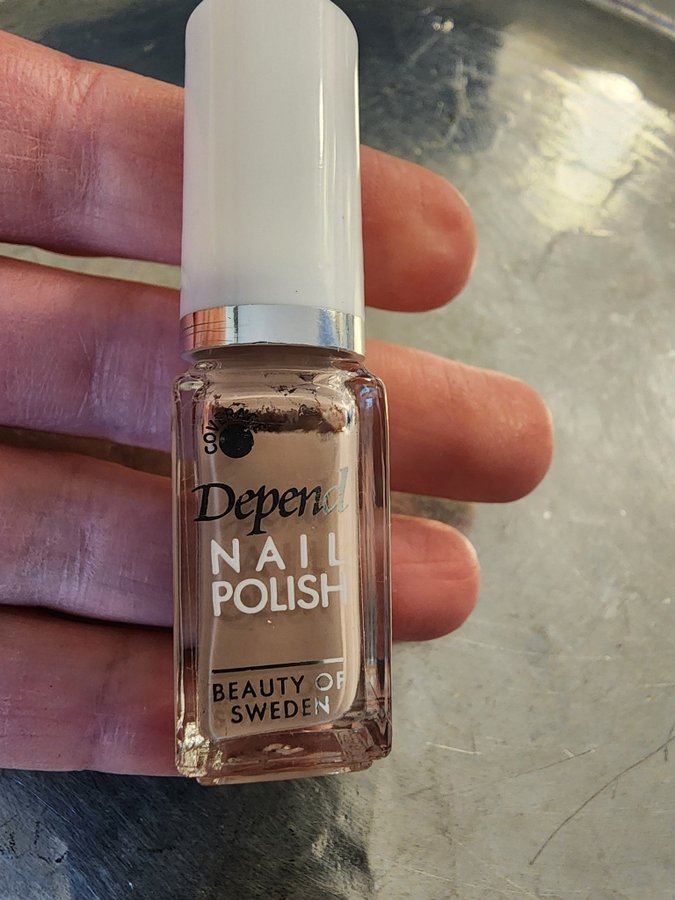 Depend
NAIL
POLISH
BEAUTY OF
SWEDEN